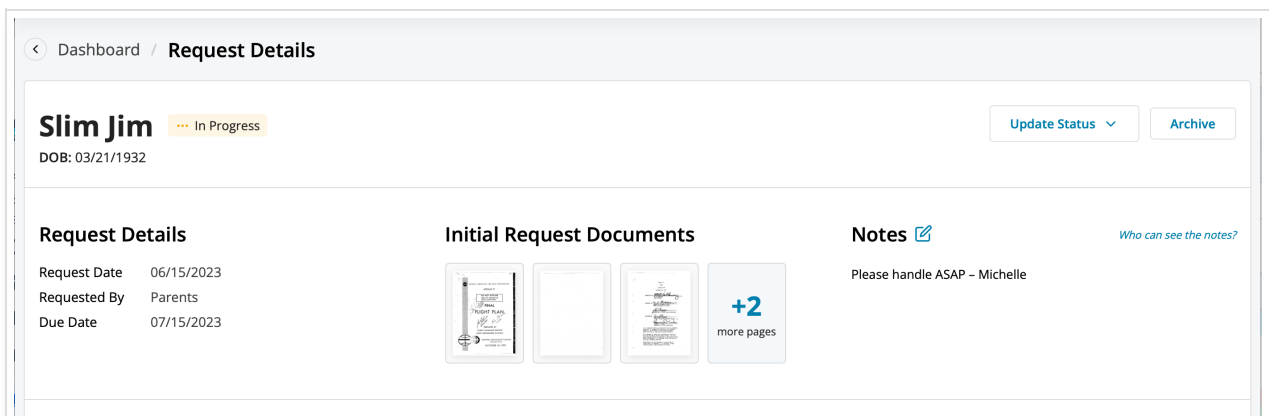 Dashboard / Request Details
Slim Jim
In Progress
Update Status
Archive
DOB: 03/21/1932
Request Details
Request Date 06/15/2023
Requested By Parents
Due Date 07/15/2023
Initial Request Documents
FINAL
FLIGHT PLAN
+2
more pages
Notes
Who can see the notes?
Please handle ASAP – Michelle